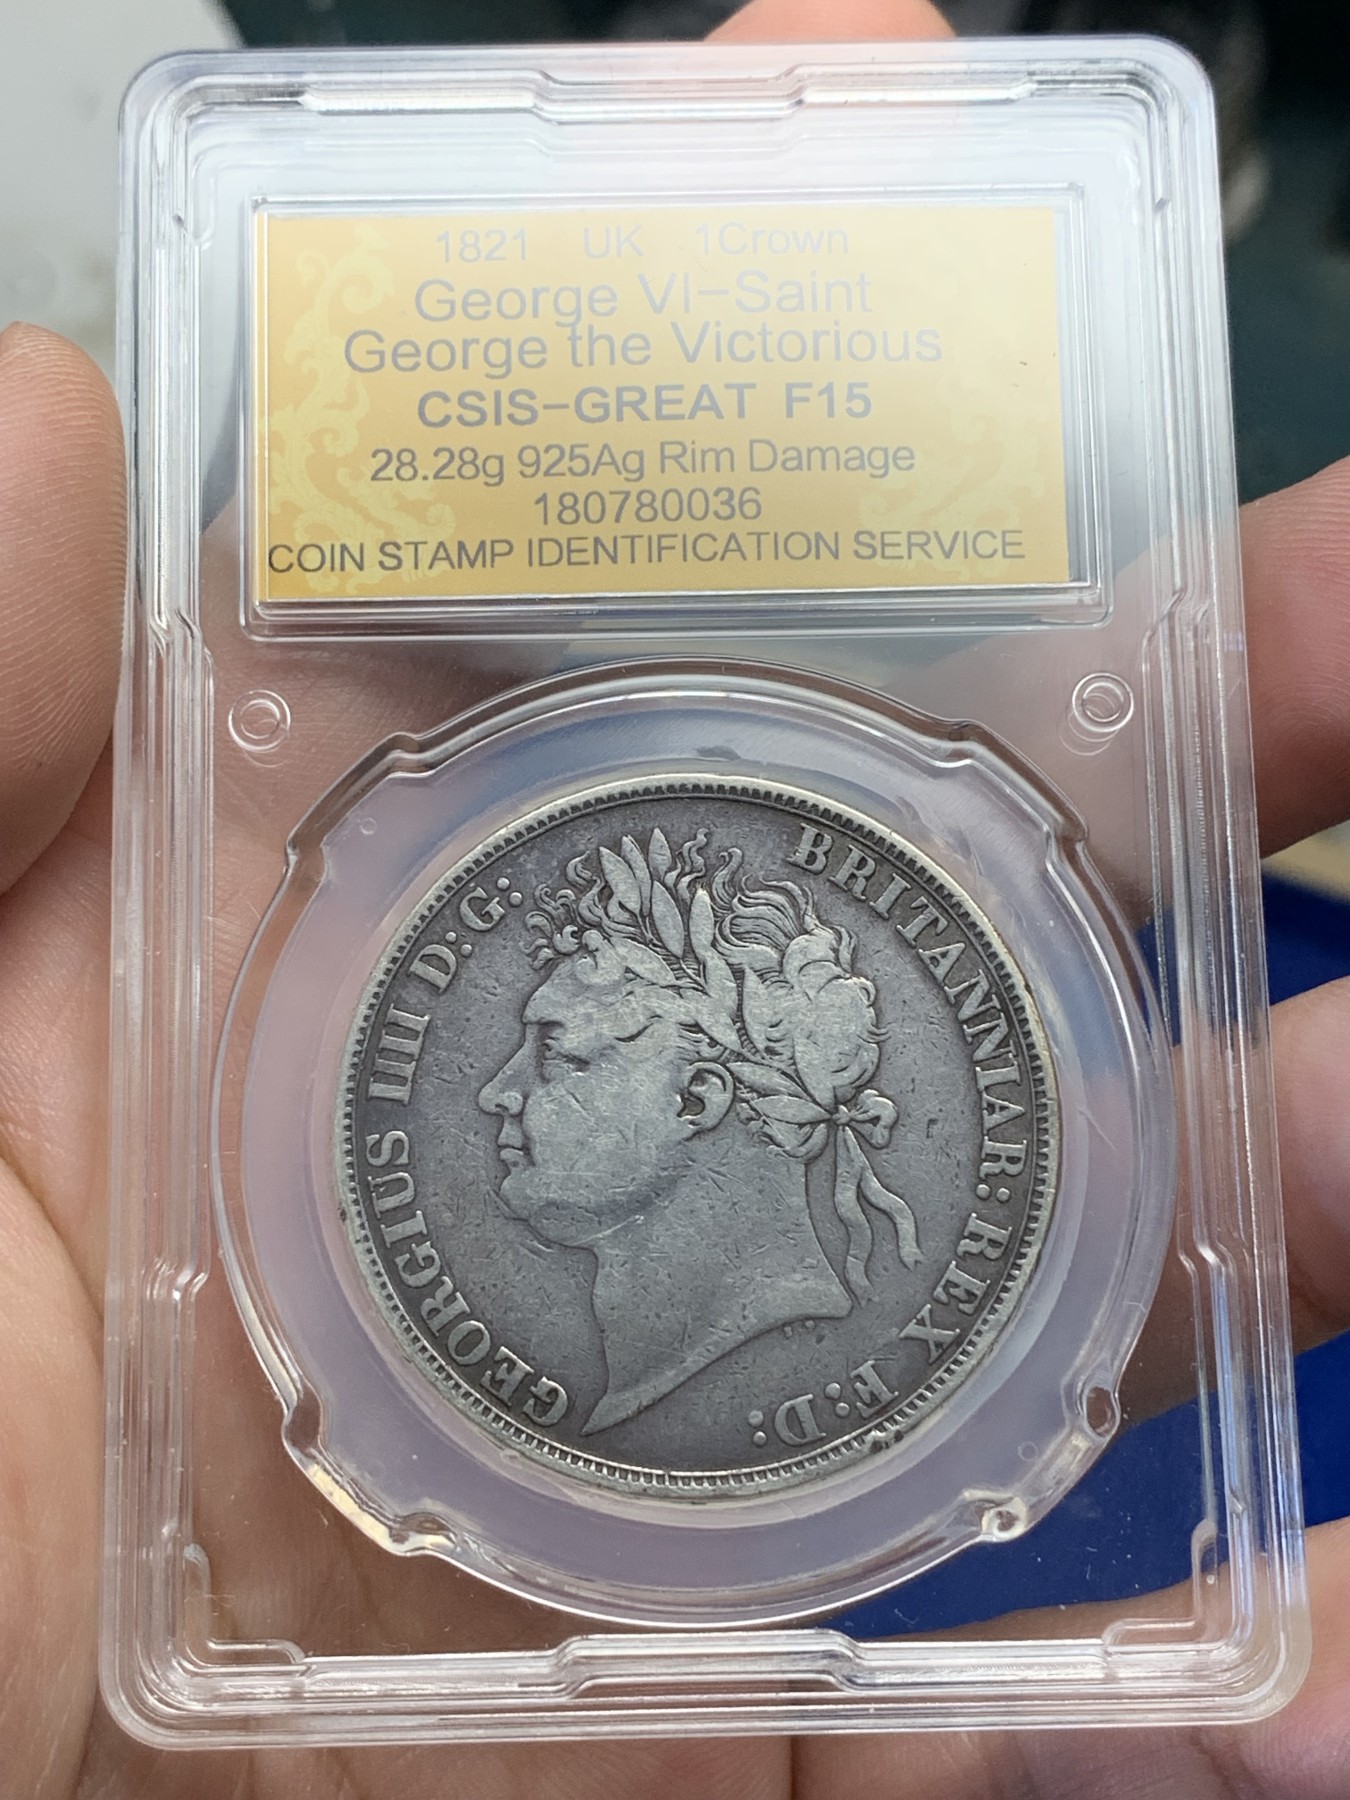 1821 UK 1Crown
George VI-Saint
George the Victorious
CSIS-GREAT F15
28.28g 925Ag Rim Damage
180780036
COIN STAMP IDENTIFICATION SERVICE
GEORGIUS IIII D:G: BRITANNIAR: REX F:D: